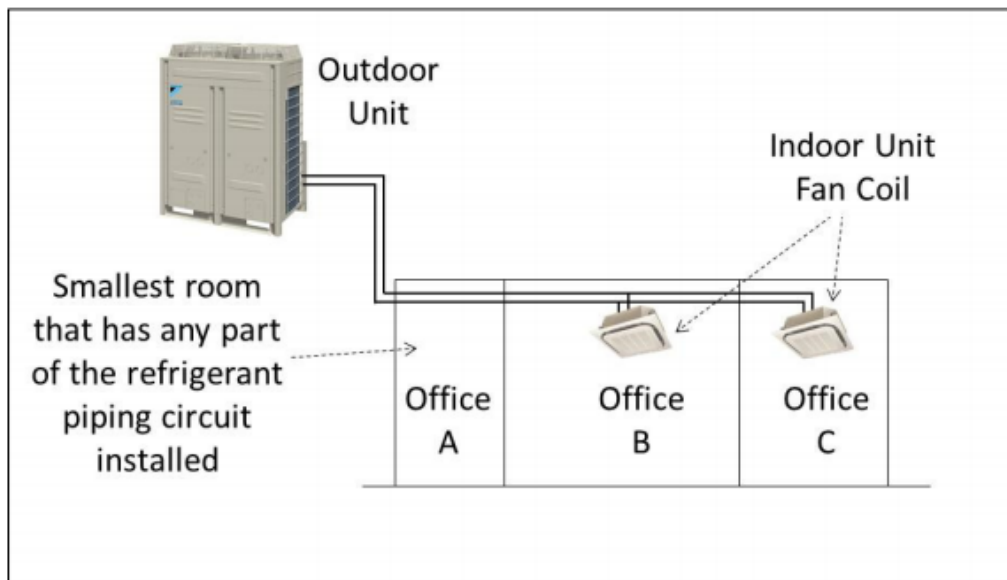 Outdoor
Unit
Indoor Unit
Fan Coil
Smallest room
that has any part
of the refrigerant
piping circuit
installed
Office
A
Office
B
Office
C